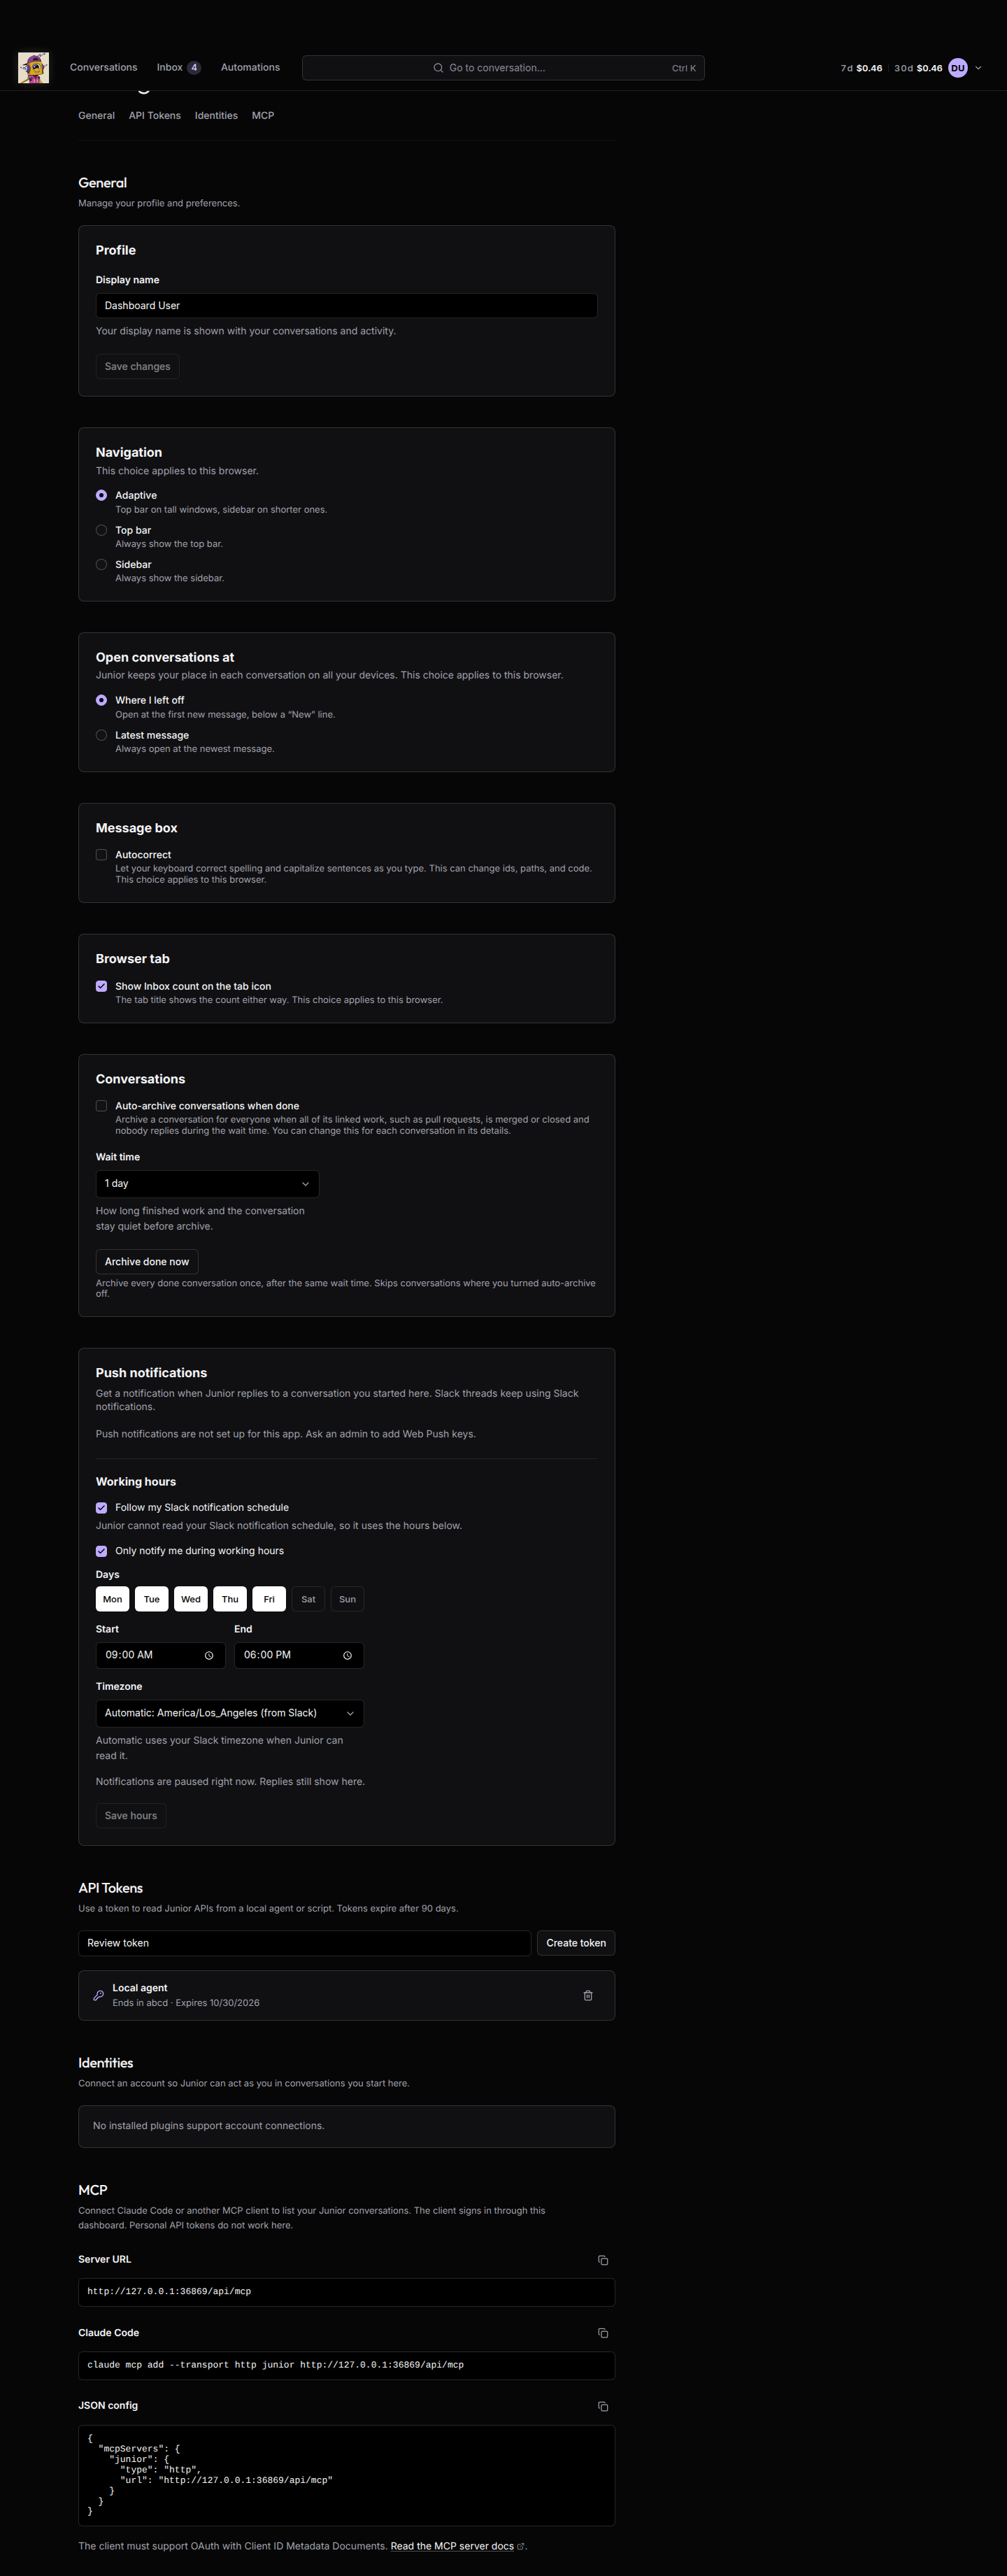 Conversations
Inbox 4
Automations
Go to conversation...
Ctrl K
7d $0.46
30d $0.46
DU
General
API Tokens
Identities
MCP
General
Manage your profile and preferences.
Profile
Display name
Dashboard User
Your display name is shown with your conversations and activity.
Save changes
Navigation
This choice applies to this browser.
Adaptive
Top bar on tall windows, sidebar on shorter ones.
Top bar
Always show the top bar.
Sidebar
Always show the sidebar.
Open conversations at
Junior keeps your place in each conversation on all your devices. This choice applies to this browser.
Where I left off
Open at the first new message, below a “New” line.
Latest message
Always open at the newest message.
Message box
Autocorrect
Let your keyboard correct spelling and capitalize sentences as you type. This can change ids, paths, and code.
This choice applies to this browser.
Browser tab
Show Inbox count on the tab icon
The tab title shows the count either way. This choice applies to this browser.
Conversations
Auto-archive conversations when done
Archive a conversation for everyone when all of its linked work, such as pull requests, is merged or closed and
nobody replies during the wait time. You can change this for each conversation in its details.
Wait time
1 day
How long finished work and the conversation
stay quiet before archive.
Archive done now
Archive every done conversation once, after the same wait time. Skips conversations where you turned auto-archive
off.
Push notifications
Get a notification when Junior replies to a conversation you started here. Slack threads keep using Slack
notifications.
Push notifications are not set up for this app. Ask an admin to add Web Push keys.
Working hours
Follow my Slack notification schedule
Junior cannot read your Slack notification schedule, so it uses the hours below.
Only notify me during working hours
Days
Mon Tue Wed Thu Fri Sat Sun
Start End
09:00 AM 06:00 PM
Timezone
Automatic: America/Los_Angeles (from Slack)
Automatic uses your Slack timezone when Junior can
read it.
Notifications are paused right now. Replies still show here.
Save hours
API Tokens
Use a token to read Junior APIs from a local agent or script. Tokens expire after 90 days.
Review token
Create token
Local agent
Ends in abcd · Expires 10/30/2026
Identities
Connect an account so Junior can act as you in conversations you start here.
No installed plugins support account connections.
MCP
Connect Claude Code or another MCP client to list your Junior conversations. The client signs in through this
dashboard. Personal API tokens do not work here.
Server URL
http://127.0.0.1:36869/api/mcp
Claude Code
claude mcp add --transport http junior http://127.0.0.1:36869/api/mcp
JSON config
{
  "mcpServers": {
    "junior": {
      "type": "http",
      "url": "http://127.0.0.1:36869/api/mcp"
    }
  }
}
The client must support OAuth with Client ID Metadata Documents. Read the MCP server docs.